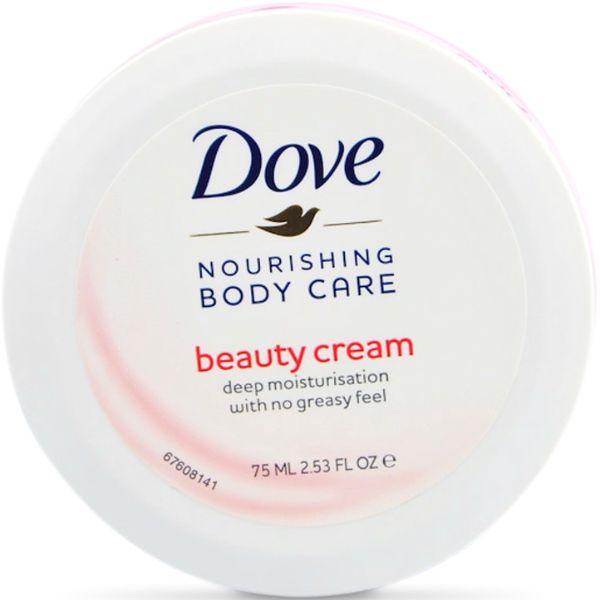 Dove
NOURISHING
BODY CARE
beauty cream
deep moisturisation
with no greasy feel
75 ML 2.53 FL OZ ℮
67608141